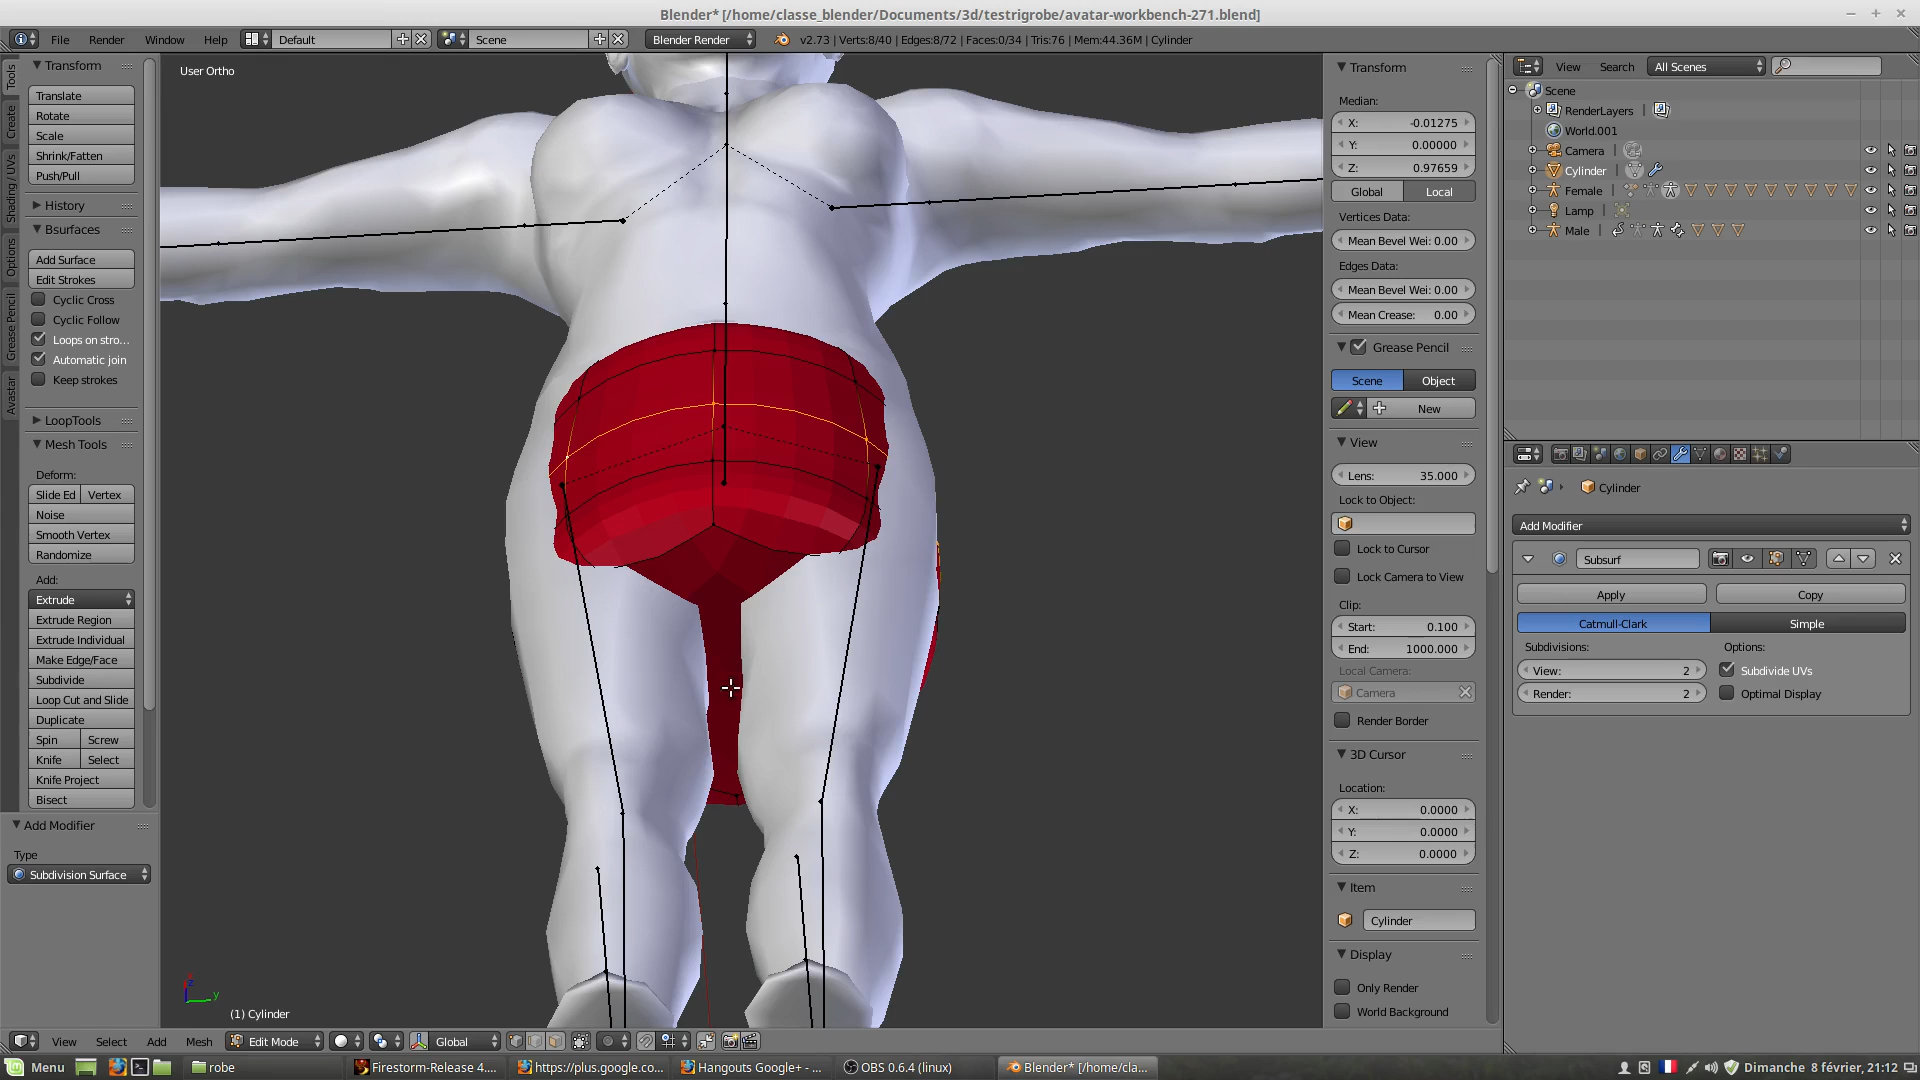 Blender* [/home/classe_blender/Documents/3d/testrigrobe/avatar-workbench-271.blend]
File Render Window Help Default Scene Blender Render v2.73 | Verts:8/40 | Edges:8/72 | Faces:0/34 | Tris:76 | Mem:44.36M | Cylinder
Tools
Create
Shading / UVs
Options
Grease Pencil
Avastar
Transform
Translate
Rotate
Scale
Shrink/Fatten
Push/Pull
History
Bsurfaces
Add Surface
Edit Strokes
Cyclic Cross
Cyclic Follow
Loops on stro...
Automatic join
Keep strokes
LoopTools
Mesh Tools
Deform:
Slide Ed Vertex
Noise
Smooth Vertex
Randomize
Add:
Extrude
Extrude Region
Extrude Individual
Make Edge/Face
Subdivide
Loop Cut and Slide
Duplicate
Spin Screw
Knife Select
Knife Project
Bisect
Add Modifier
Type
Subdivision Surface
User Ortho
z
y
(1) Cylinder
View Select Add Mesh Edit Mode Global
Transform
Median:
X: -0.01275
Y: 0.00000
Z: 0.97659
Global Local
Vertices Data:
Mean Bevel Wei: 0.00
Edges Data:
Mean Bevel Wei: 0.00
Mean Crease: 0.00
Grease Pencil
Scene Object
New
View
Lens: 35.000
Lock to Object:
Lock to Cursor
Lock Camera to View
Clip:
Start: 0.100
End: 1000.000
Local Camera:
Camera
Render Border
3D Cursor
Location:
X: 0.0000
Y: 0.0000
Z: 0.0000
Item
Cylinder
Display
Only Render
World Background
View Search All Scenes
Scene
RenderLayers
World.001
Camera
Cylinder
Female
Lamp
Male
Cylinder
Add Modifier
Subsurf
Apply Copy
Catmull-Clark Simple
Subdivisions: Options:
View: 2 Subdivide UVs
Render: 2 Optimal Display
Menu robe Firestorm-Release 4.... https://plus.google.co... Hangouts Google+ - ... OBS 0.6.4 (linux) Blender* [/home/cla... Dimanche 8 février, 21:12